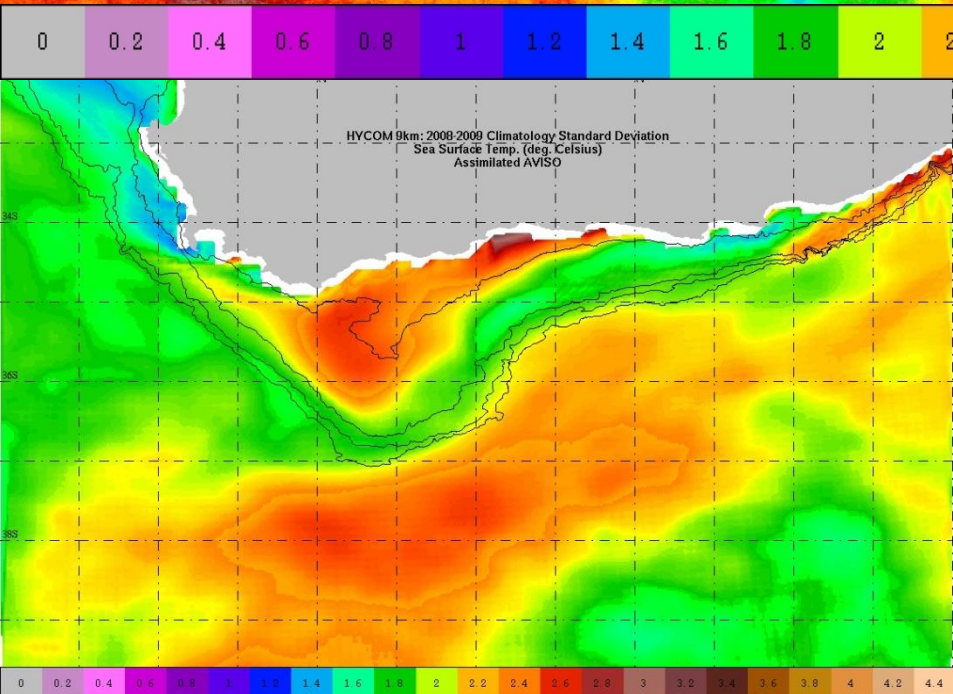 0 0.2 0.4 0.6 0.8 1 1.2 1.4 1.6 1.8 2
HYCOM 9km: 2008-2009 Climatology Standard Deviation
Sea Surface Temp. (deg. Celsius)
Assimilated AVISO
34S
36S
38S
0 0.2 0.4 0.6 0.8 1 1.2 1.4 1.6 1.8 2 2.2 2.4 2.6 2.8 3 3.2 3.4 3.6 3.8 4 4.2 4.4